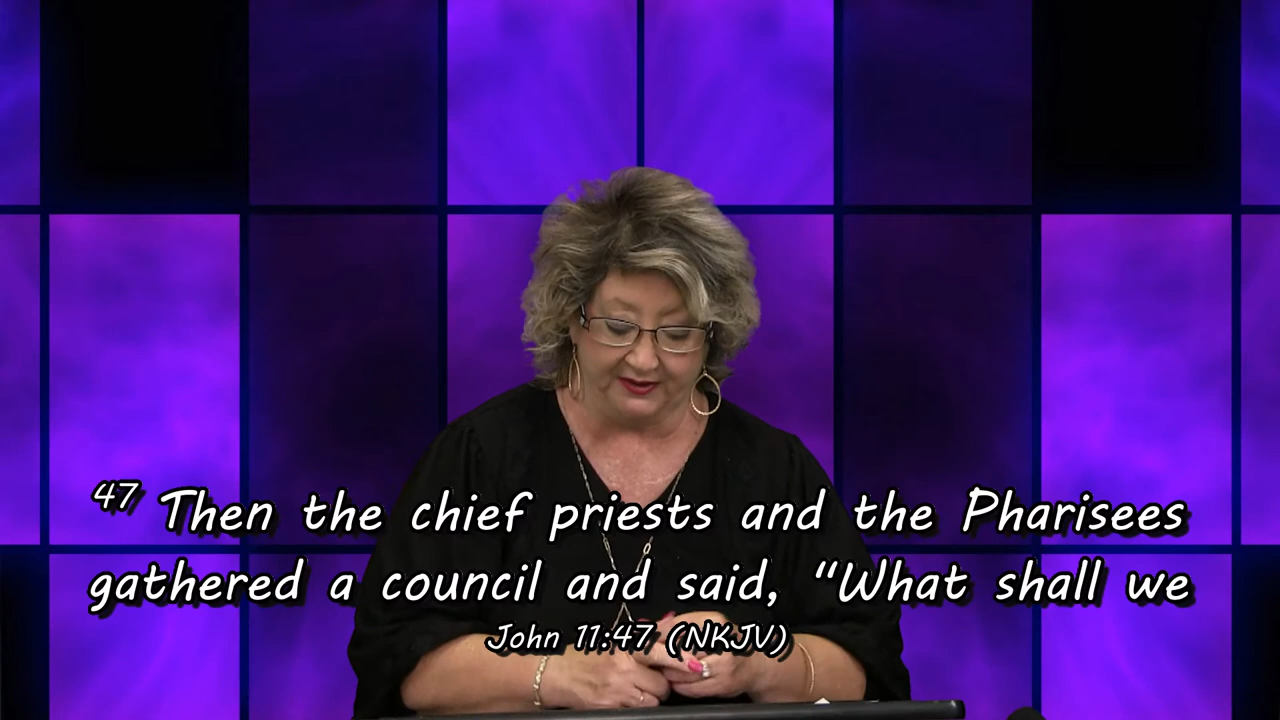 47 Then the chief priests and the Pharisees
gathered a council and said, “What shall we
John 11:47 (NKJV)